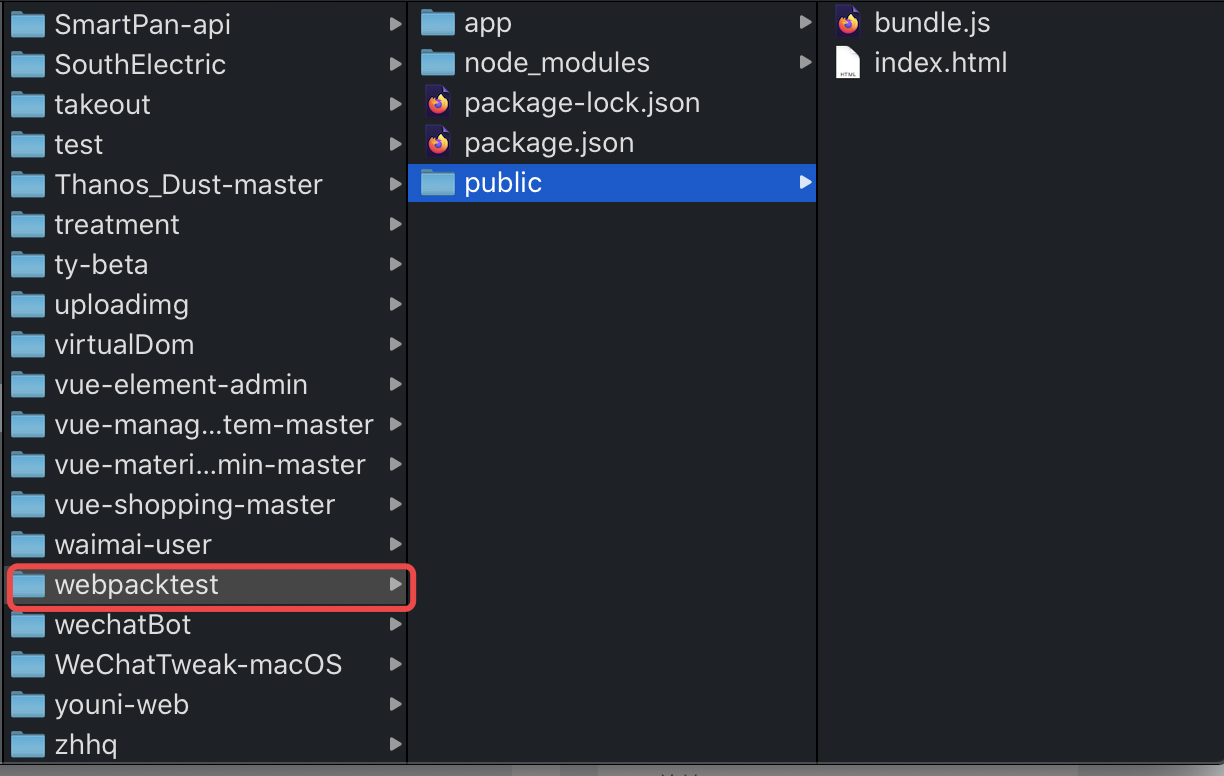 SmartPan-api
SouthElectric
takeout
test
Thanos_Dust-master
treatment
ty-beta
uploadimg
virtualDom
vue-element-admin
vue-manag...tem-master
vue-materi...min-master
vue-shopping-master
waimai-user
webpacktest
wechatBot
WeChatTweak-macOS
youni-web
zhhq
app
node_modules
package-lock.json
package.json
public
bundle.js
HTML
index.html